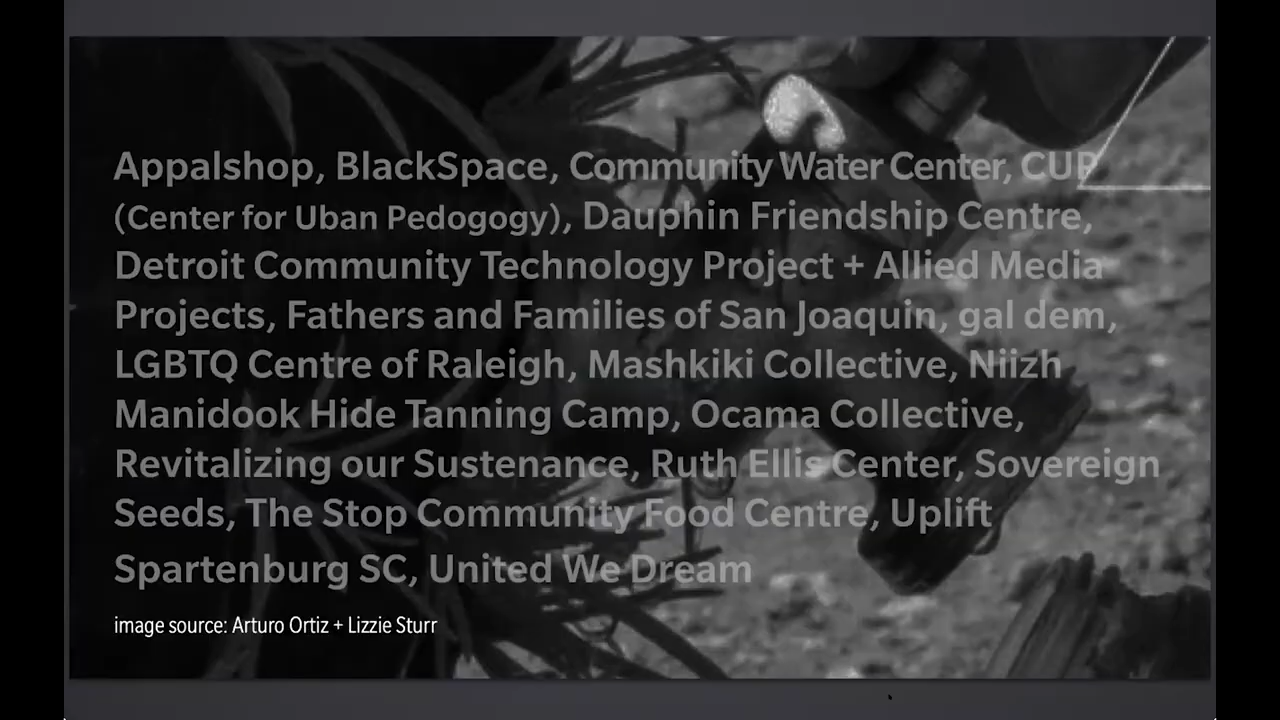 Appalshop, BlackSpace, Community Water Center, CUP
(Center for Uban Pedogogy), Dauphin Friendship Centre,
Detroit Community Technology Project + Allied Media
Projects, Fathers and Families of San Joaquin, gal dem,
LGBTQ Centre of Raleigh, Mashkiki Collective, Niizh
Manidook Hide Tanning Camp, Ocama Collective,
Revitalizing our Sustenance, Ruth Ellis Center, Sovereign
Seeds, The Stop Community Food Centre, Uplift
Spartenburg SC, United We Dream
image source: Arturo Ortiz + Lizzie Sturr